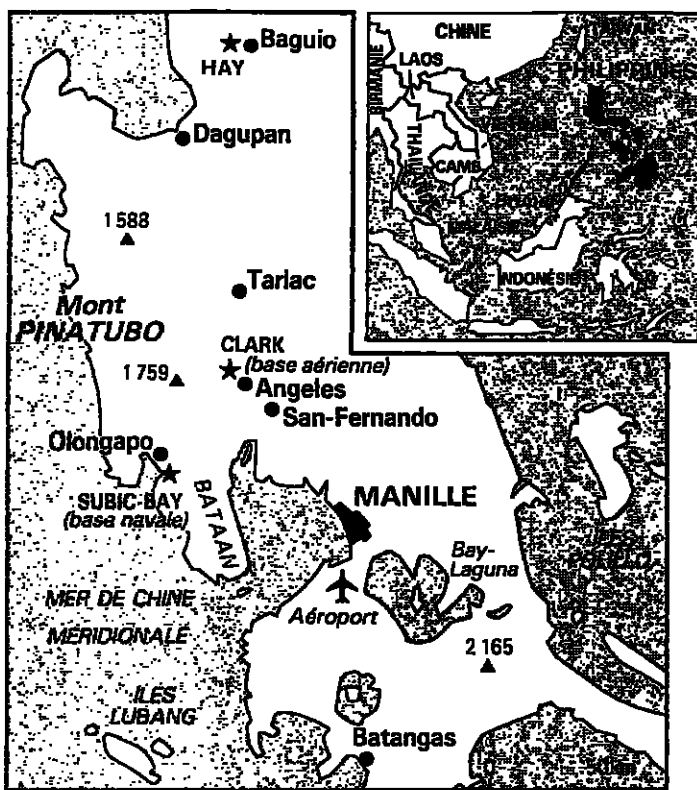 Baguio
HAY
Dagupan
1 588
Tarlac
Mont
PINATUBO
CLARK
(base aérienne)
1 759
Angeles
San-Fernando
Olongapo
SUBIC-BAY
(base navale)
BATAAN
MANILLE
Bay-
Laguna
Aéroport
MER DE CHINE
MÉRIDIONALE
2 165
ILES
LUBANG
Batangas
CHINE
BIRMANIE
LAOS
PHILIPPINES
CAMB
INDONÉSIE